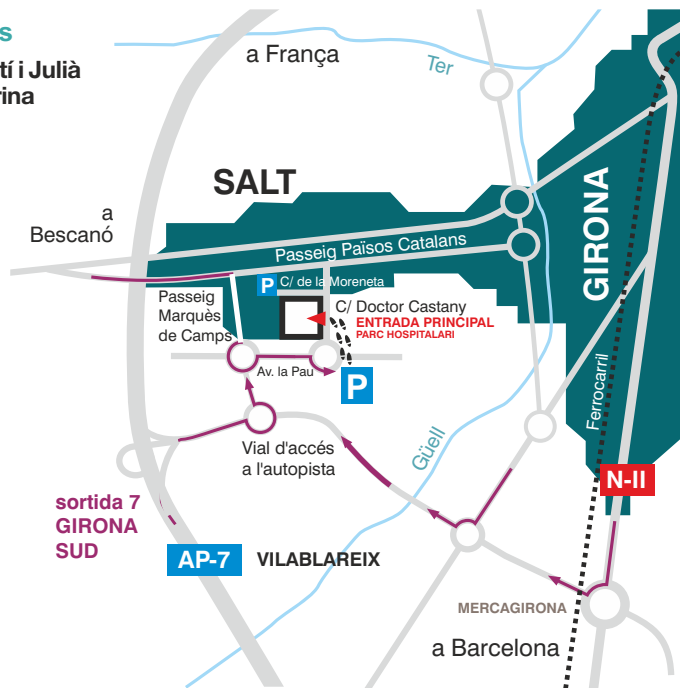 s
tí i Julià
rina
a França
Ter
SALT
GIRONA
a
Bescanó
Passeig Països Catalans
P
C/ de la Moreneta
Passeig
Marquès
de Camps
C/ Doctor Castany
ENTRADA PRINCIPAL
PARC HOSPITALARI
Av. la Pau
P
Ferrocarril
Vial d'accés
a l'autopista
Güell
N-II
sortida 7
GIRONA
SUD
AP-7
VILABLAREIX
MERCAGIRONA
a Barcelona